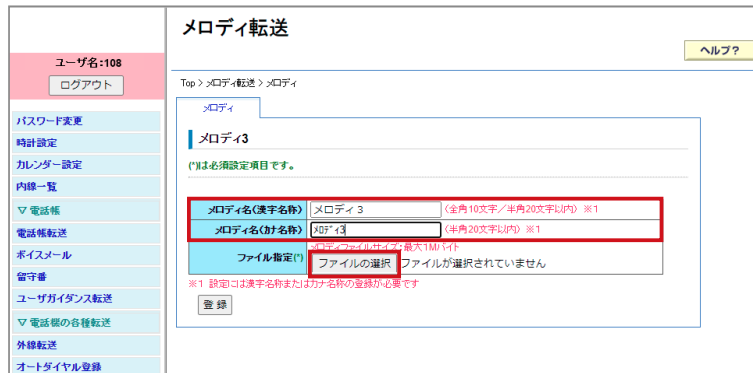 メロディ転送
ヘルプ?
ユーザ名:108
ログアウト
Top > メロディ転送 > メロディ
メロディ
パスワード変更
時計設定
カレンダー設定
内線一覧
▽ 電話帳
電話帳転送
ボイスメール
留守番
ユーザガイダンス転送
▽ 電話機の各種転送
外線転送
オートダイヤル登録
メロディ3
(*)は必須設定項目です。
メロディ名(漢字名称) メロディ3 (全角10文字/半角20文字以内) ※1
メロディ名(カナ名称) メロディ3 (半角20文字以内) ※1
メロディファイルサイズ:最大1Mバイト
ファイル指定(*) ファイルの選択 ファイルが選択されていません
※1 設定には漢字名称またはカナ名称の登録が必要です
登録